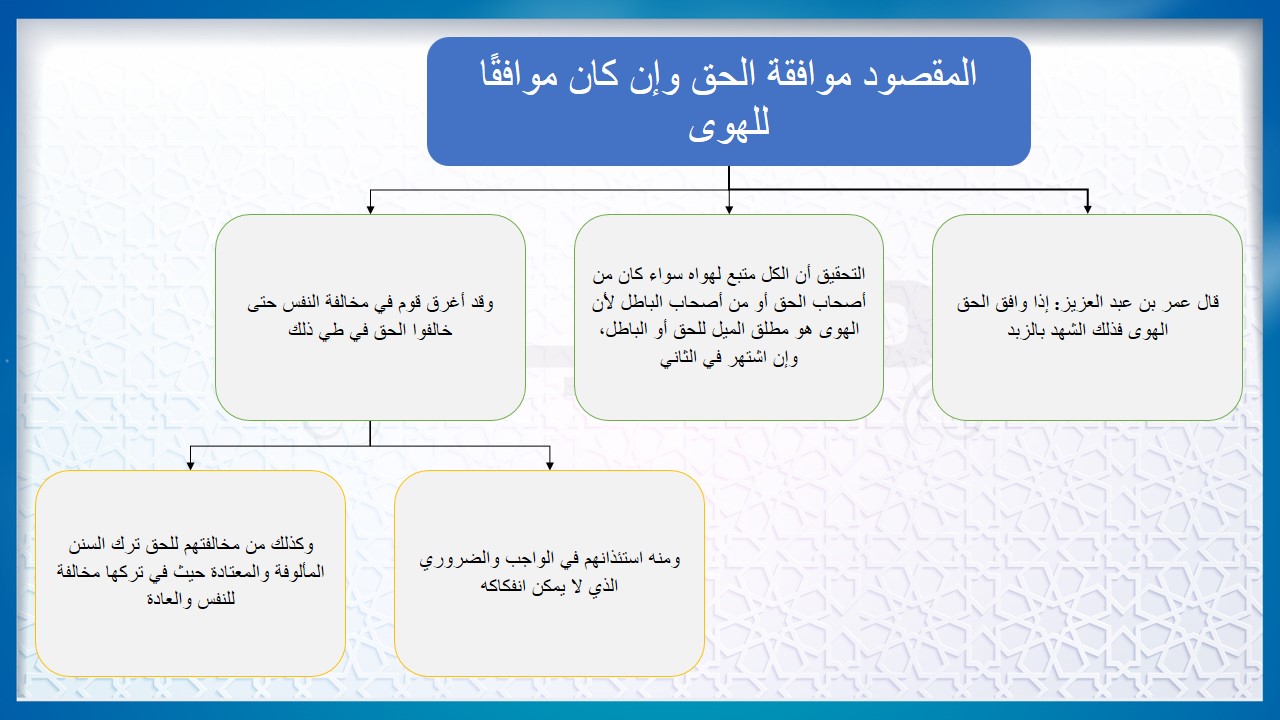 المقصود موافقة الحق وإن كان موافقًا
للهوى
قال عمر بن عبد العزيز: إذا وافق الحق
الهوى فذلك الشهد بالزبد
التحقيق أن الكل متبع لهواه سواء كان من
أصحاب الحق أو من أصحاب الباطل لأن
الهوى هو مطلق الميل للحق أو الباطل،
وإن اشتهر في الثاني
وقد أغرق قوم في مخالفة النفس حتى
خالفوا الحق في طي ذلك
ومنه استئذانهم في الواجب والضروري
الذي لا يمكن انفكاكه
وكذلك من مخالفتهم للحق ترك السنن
المألوفة والمعتادة حيث في تركها مخالفة
للنفس والعادة